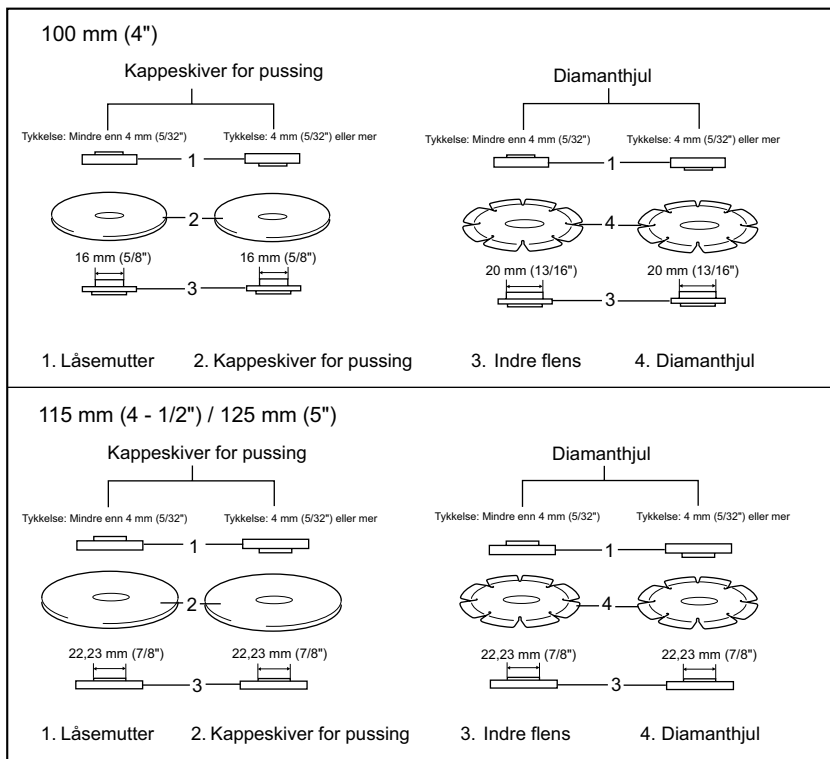 100 mm (4")
Kappeskiver for pussing
Diamanthjul
Tykkelse: Mindre enn 4 mm (5/32")
Tykkelse: 4 mm (5/32") eller mer
Tykkelse: Mindre enn 4 mm (5/32")
Tykkelse: 4 mm (5/32") eller mer
1
1
2
4
16 mm (5/8")
16 mm (5/8")
20 mm (13/16")
20 mm (13/16")
3
3
1. Låsemutter
2. Kappeskiver for pussing
3. Indre flens
4. Diamanthjul
115 mm (4 - 1/2") / 125 mm (5")
Kappeskiver for pussing
Diamanthjul
Tykkelse: Mindre enn 4 mm (5/32")
Tykkelse: 4 mm (5/32") eller mer
Tykkelse: Mindre enn 4 mm (5/32")
Tykkelse: 4 mm (5/32") eller mer
1
1
2
4
22,23 mm (7/8")
22,23 mm (7/8")
22,23 mm (7/8")
22,23 mm (7/8")
3
3
1. Låsemutter
2. Kappeskiver for pussing
3. Indre flens
4. Diamanthjul